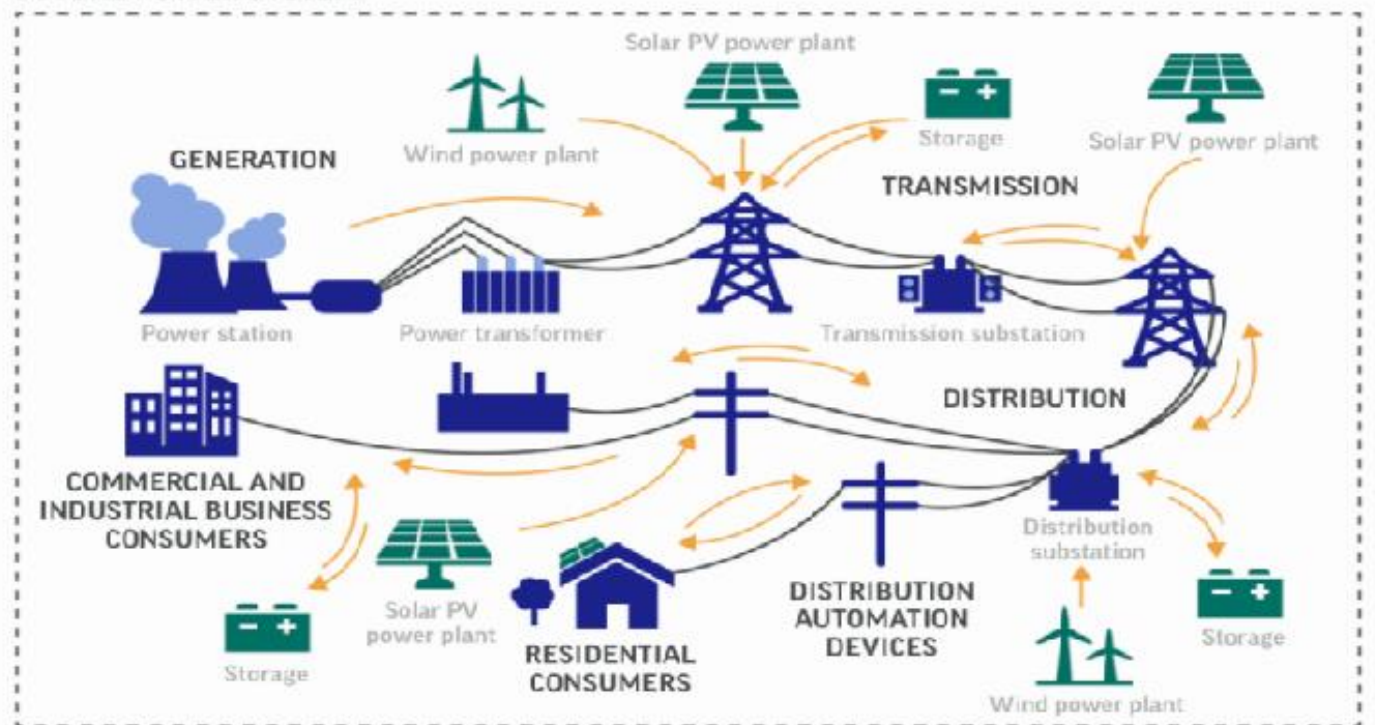 Solar PV power plant
Wind power plant
Storage
Solar PV power plant
GENERATION
TRANSMISSION
Power station
Power transformer
Transmission substation
DISTRIBUTION
COMMERCIAL AND
INDUSTRIAL BUSINESS
CONSUMERS
Distribution
substation
Solar PV
power plant
DISTRIBUTION
AUTOMATION
DEVICES
Storage
RESIDENTIAL
CONSUMERS
Storage
Wind power plant